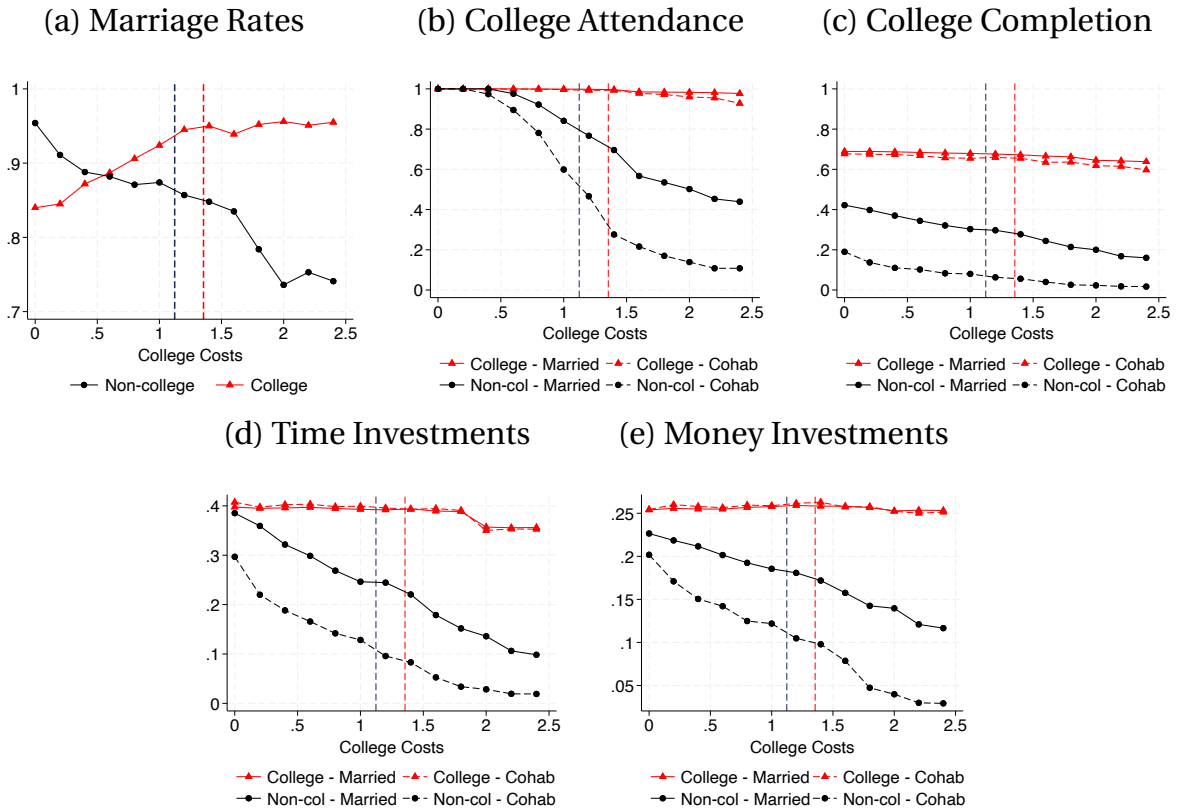 (a) Marriage Rates
1
.9
.8
.7
0 .5 1 1.5 2 2.5
College Costs
Non-college College
(b) College Attendance
1
.8
.6
.4
.2
0
0 .5 1 1.5 2 2.5
College Costs
College - Married College - Cohab
Non-col - Married Non-col - Cohab
(c) College Completion
1
.8
.6
.4
.2
0
0 .5 1 1.5 2 2.5
College Costs
College - Married College - Cohab
Non-col - Married Non-col - Cohab
(d) Time Investments
.4
.3
.2
.1
0
0 .5 1 1.5 2 2.5
College Costs
College - Married College - Cohab
Non-col - Married Non-col - Cohab
(e) Money Investments
.25
.2
.15
.1
.05
0 .5 1 1.5 2 2.5
College Costs
College - Married College - Cohab
Non-col - Married Non-col - Cohab